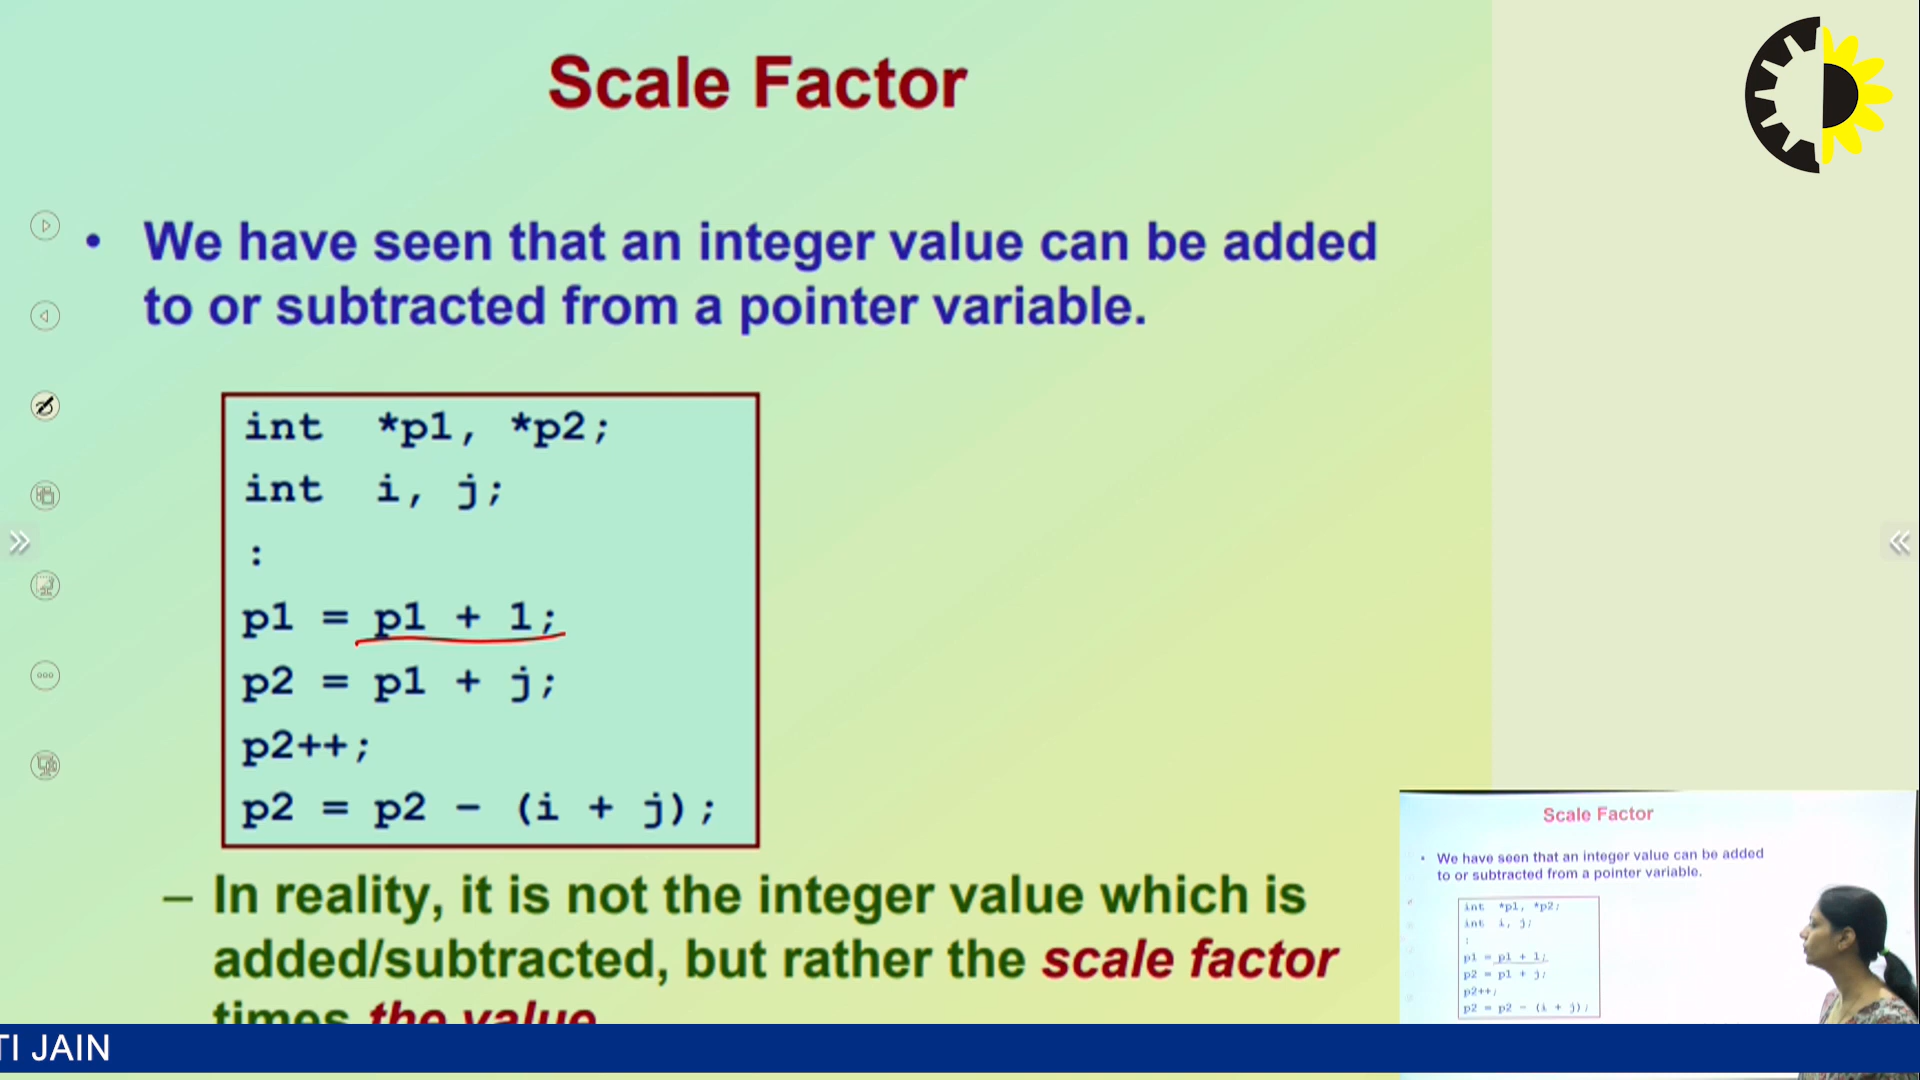 Scale Factor
• We have seen that an integer value can be added
to or subtracted from a pointer variable.
int *p1, *p2;
int i, j;
:
p1 = p1 + 1;
p2 = p1 + j;
p2++;
p2 = p2 – (i + j);
– In reality, it is not the integer value which is
added/subtracted, but rather the scale factor
times the value
Scale Factor
• We have seen that an integer value can be added
to or subtracted from a pointer variable.
int *p1, *p2;
int i, j;
:
p1 = p1 + 1;
p2 = p1 + j;
p2++;
p2 = p2 – (i + j);
TI JAIN